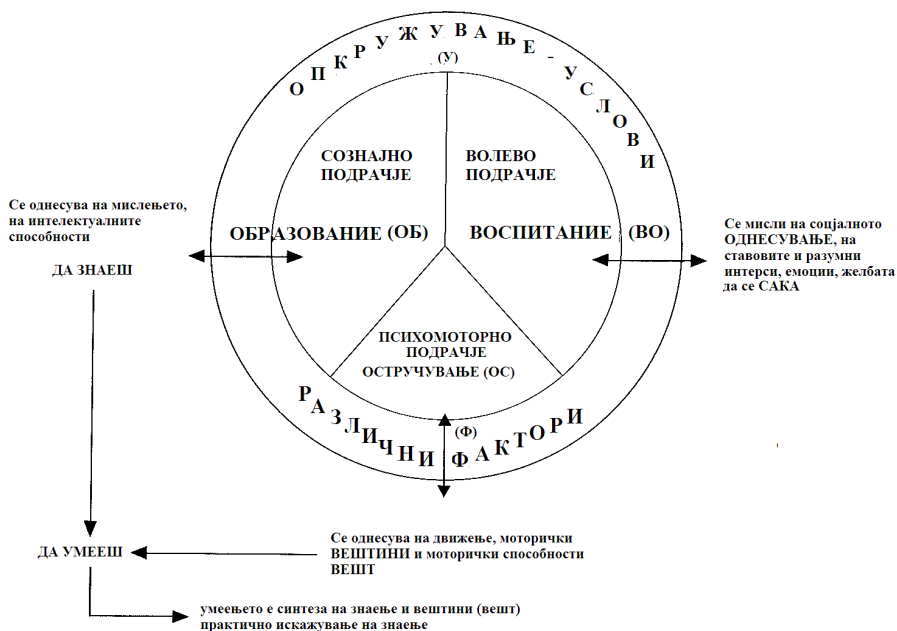 ОПКРУЖУВАЊЕ - УСЛОВИ
(У)
СОЗНАЈНО
ПОДРАЧЈЕ
ВОЛЕВО
ПОДРАЧЈЕ
Се однесува на мислењето,
на интелектуалните
способности
ОБРАЗОВАНИЕ (ОБ)
ВОСПИТАНИЕ (ВО)
Се мисли на соцјалното
ОДНЕСУВАЊЕ, на
ставовите и разумни
интерси, емоции, желбата
да се САКА
ДА ЗНАЕШ
ПСИХОМОТОРНО
ПОДРАЧЈЕ
ОСТРУЧУВАЊЕ (ОС)
РАЗЛИЧНИ ФАКТОРИ
(Ф)
ДА УМЕЕШ
Се однесува на движење, моторички
ВЕШТИНИ и моторички способности
ВЕШТ
умеењето е синтеза на знаење и вештини (вешт)
практично искажување на знаење